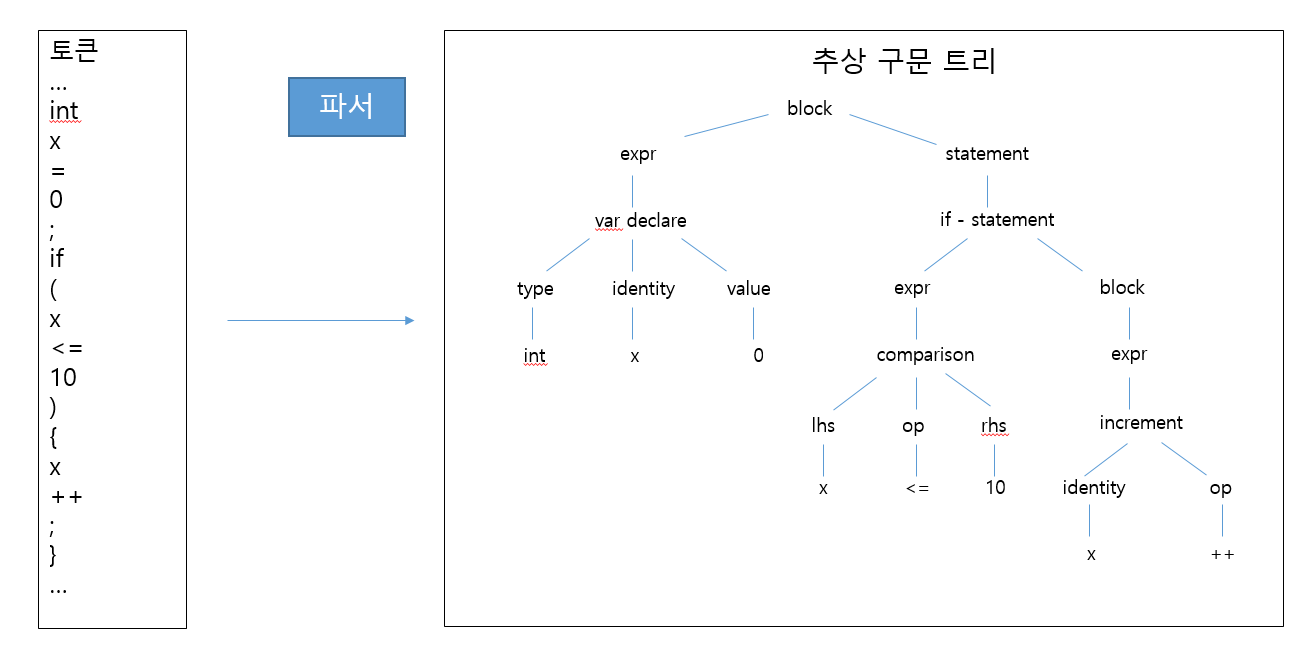 토큰
...
int
x
=
0
;
if
(
x
<=
10
)
{
x
++
;
}
...
파서
추상 구문 트리
block
expr statement
var declare if - statement
type identity value expr block
int x 0 comparison expr
lhs op rhs increment
x <= 10 identity op
x ++